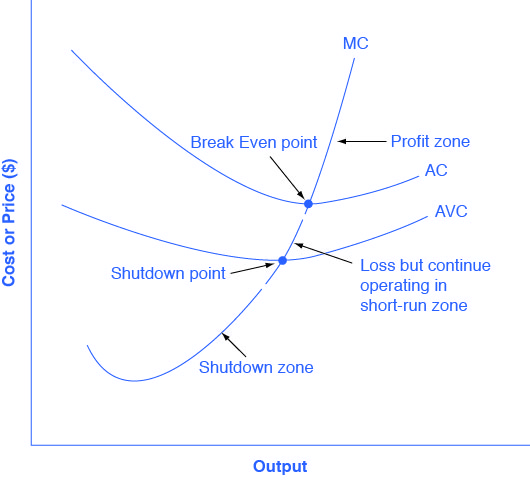 MC
Break Even point
Profit zone
AC
AVC
Shutdown point
Loss but continue
operating in
short-run zone
Shutdown zone
Cost or Price ($)
Output